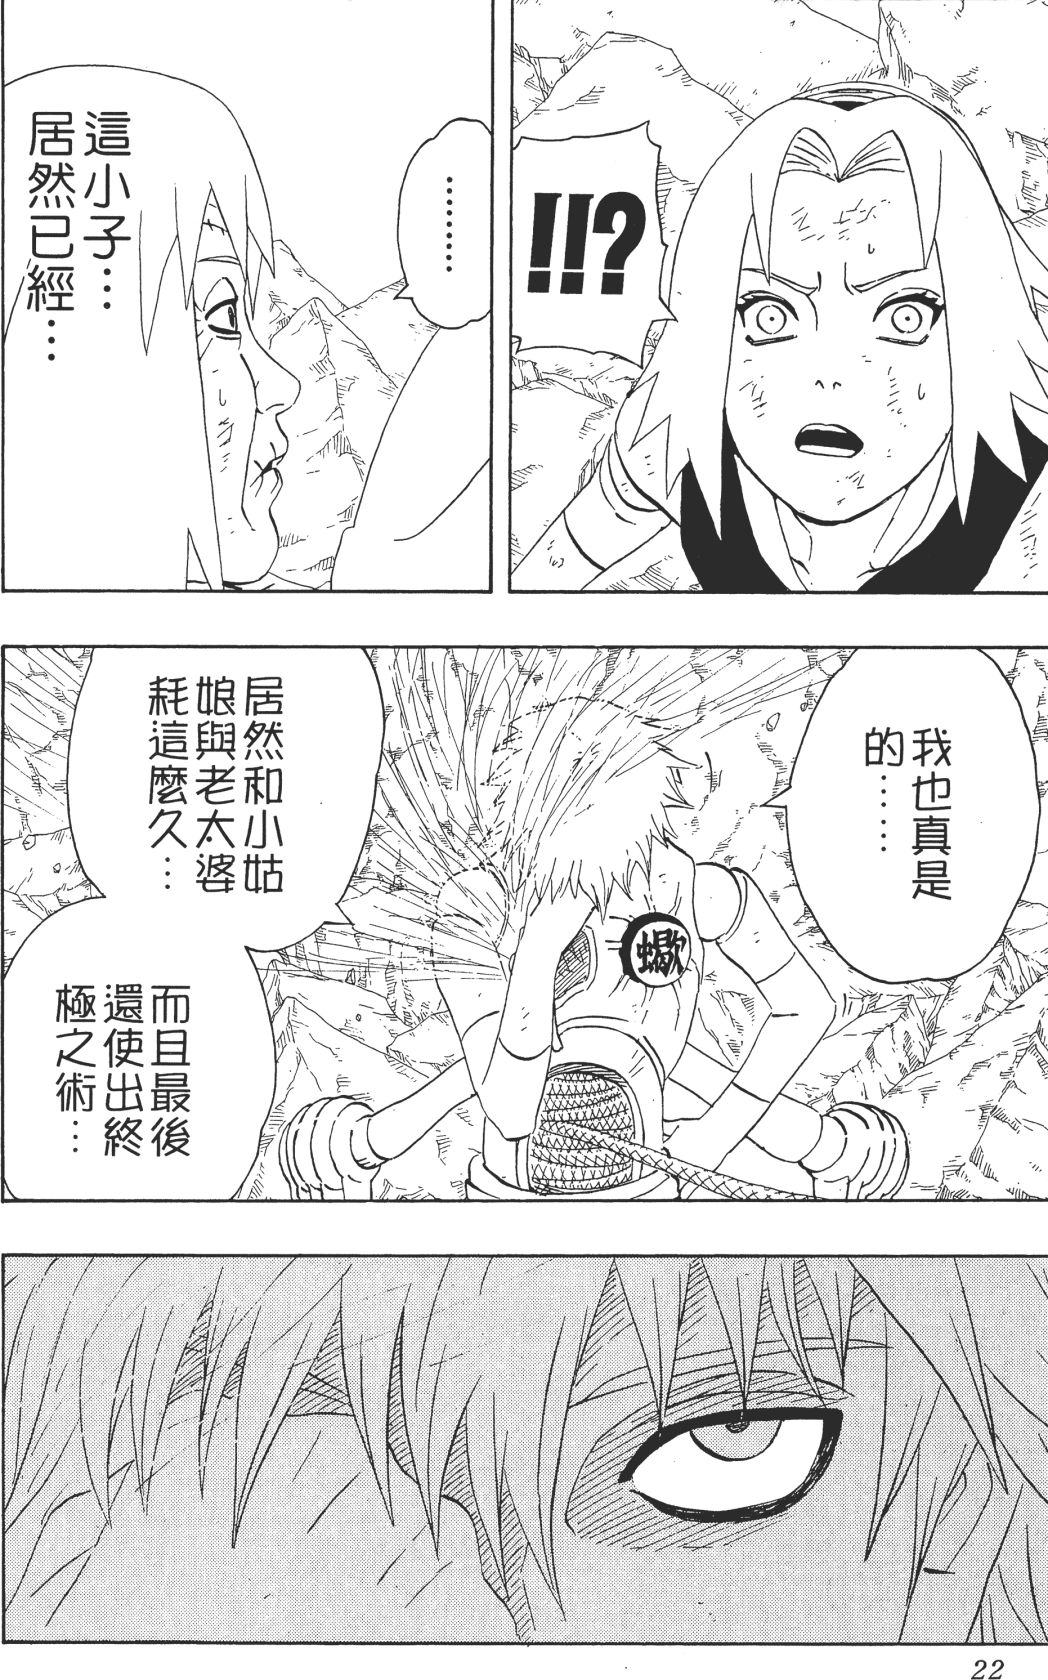 !!?
………
這小子…
居然已經…
我也真是
的……
居然和小姑
娘與老太婆
耗這麼久…
而且最後
還使出終
極之術…
蠍
22